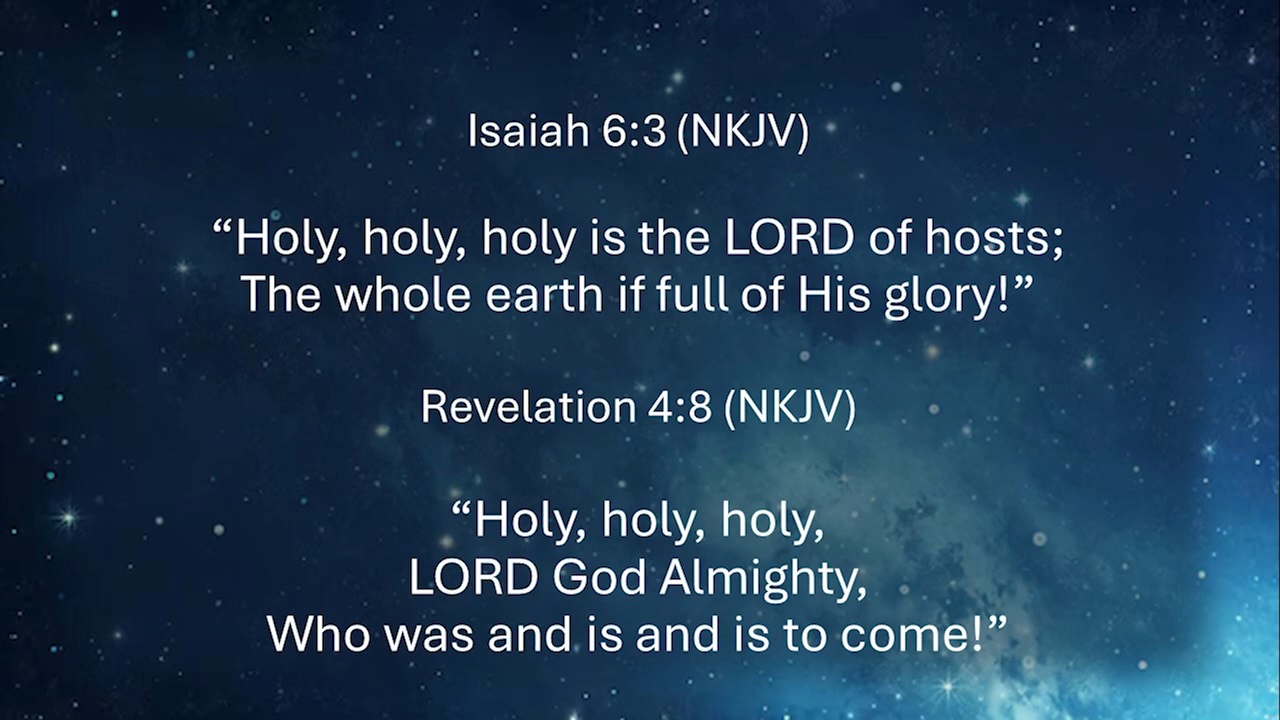 Isaiah 6:3 (NKJV)
“Holy, holy, holy is the LORD of hosts;
The whole earth if full of His glory!”
Revelation 4:8 (NKJV)
“Holy, holy, holy,
LORD God Almighty,
Who was and is and is to come!”